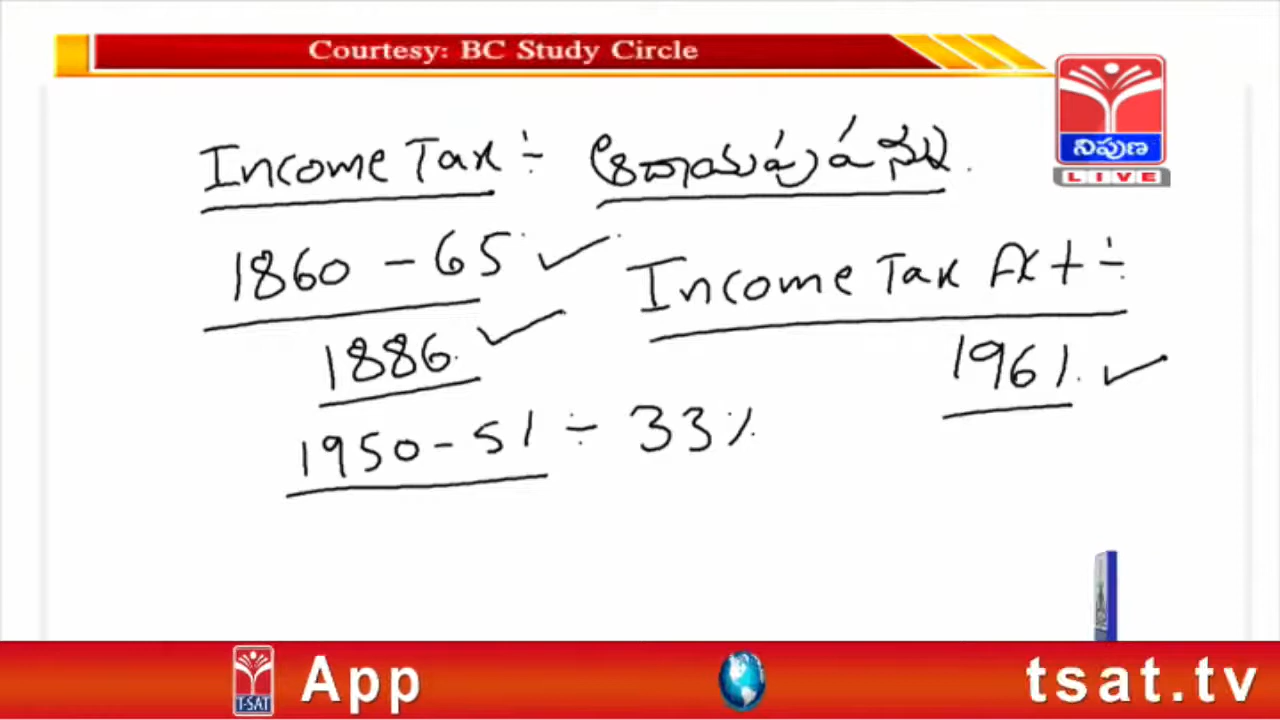 Courtesy: BC Study Circle
నిపుణ
LIVE
Income Tax :- ఆదాయపు పన్ను.
1860 - 65
Income Tax Act :-
1886.
1961.
1950 - 51 :- 33%
T-SAT
App
tsat.tv